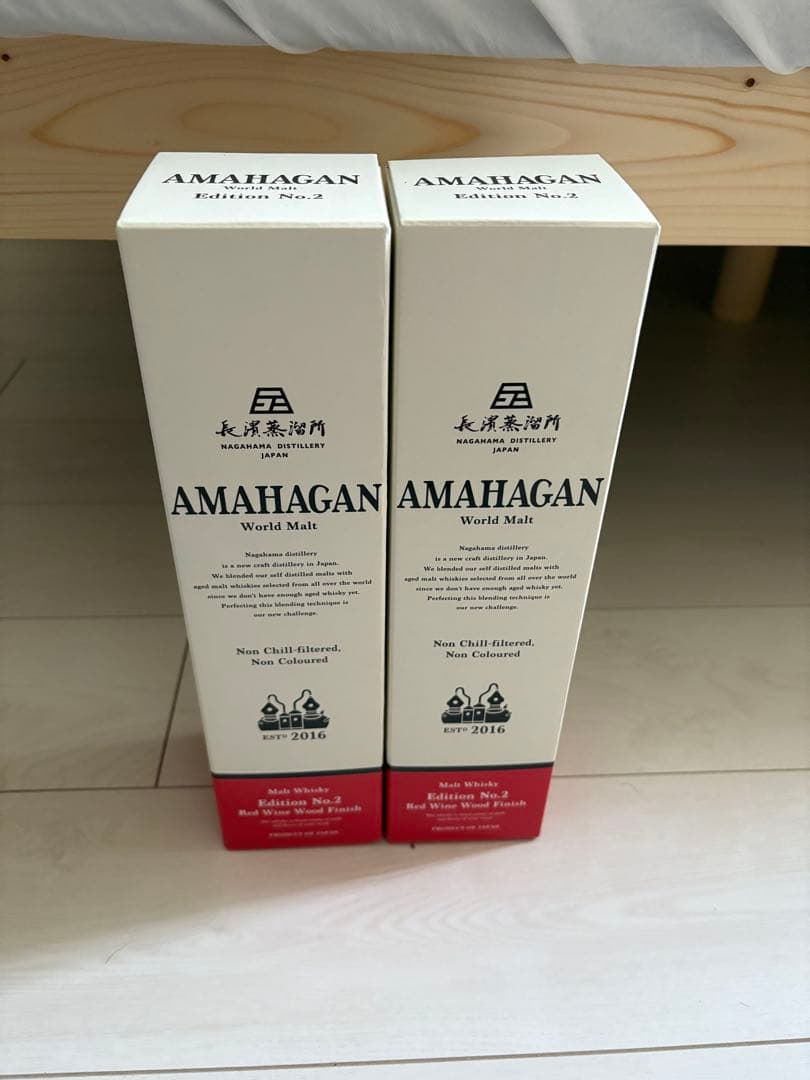 AMAHAGAN
World Malt
Edition No.2
長濱蒸溜所
NAGAHAMA DISTILLERY
JAPAN
AMAHAGAN
World Malt
Nagahama distillery
is a new craft distillery in Japan.
We blended our self distilled malts with
aged malt whiskies selected from all over the world
since we don't have enough aged whisky yet.
Perfecting this blending technique is
our new challenge.
Non Chill-filtered,
Non Coloured
ESTD 2016
Malt Whisky
Edition No.2
Red Wine Wood Finish
PRODUCT OF JAPAN
AMAHAGAN
World Malt
Edition No.2
長濱蒸溜所
NAGAHAMA DISTILLERY
JAPAN
AMAHAGAN
World Malt
Nagahama distillery
is a new craft distillery in Japan.
We blended our self distilled malts with
aged malt whiskies selected from all over the world
since we don't have enough aged whisky yet.
Perfecting this blending technique is
our new challenge.
Non Chill-filtered,
Non Coloured
ESTD 2016
Malt Whisky
Edition No.2
Red Wine Wood Finish
PRODUCT OF JAPAN